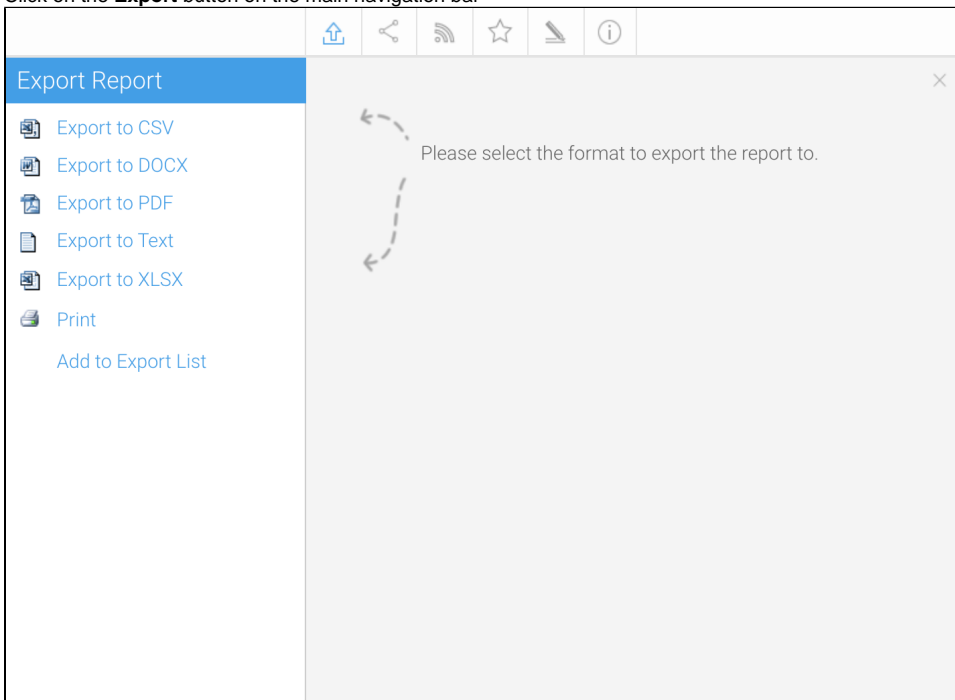 Click on the Export button on the main navigation bar
Export Report
Export to CSV
Export to DOCX
Export to PDF
Export to Text
Export to XLSX
Print
Add to Export List
Please select the format to export the report to.